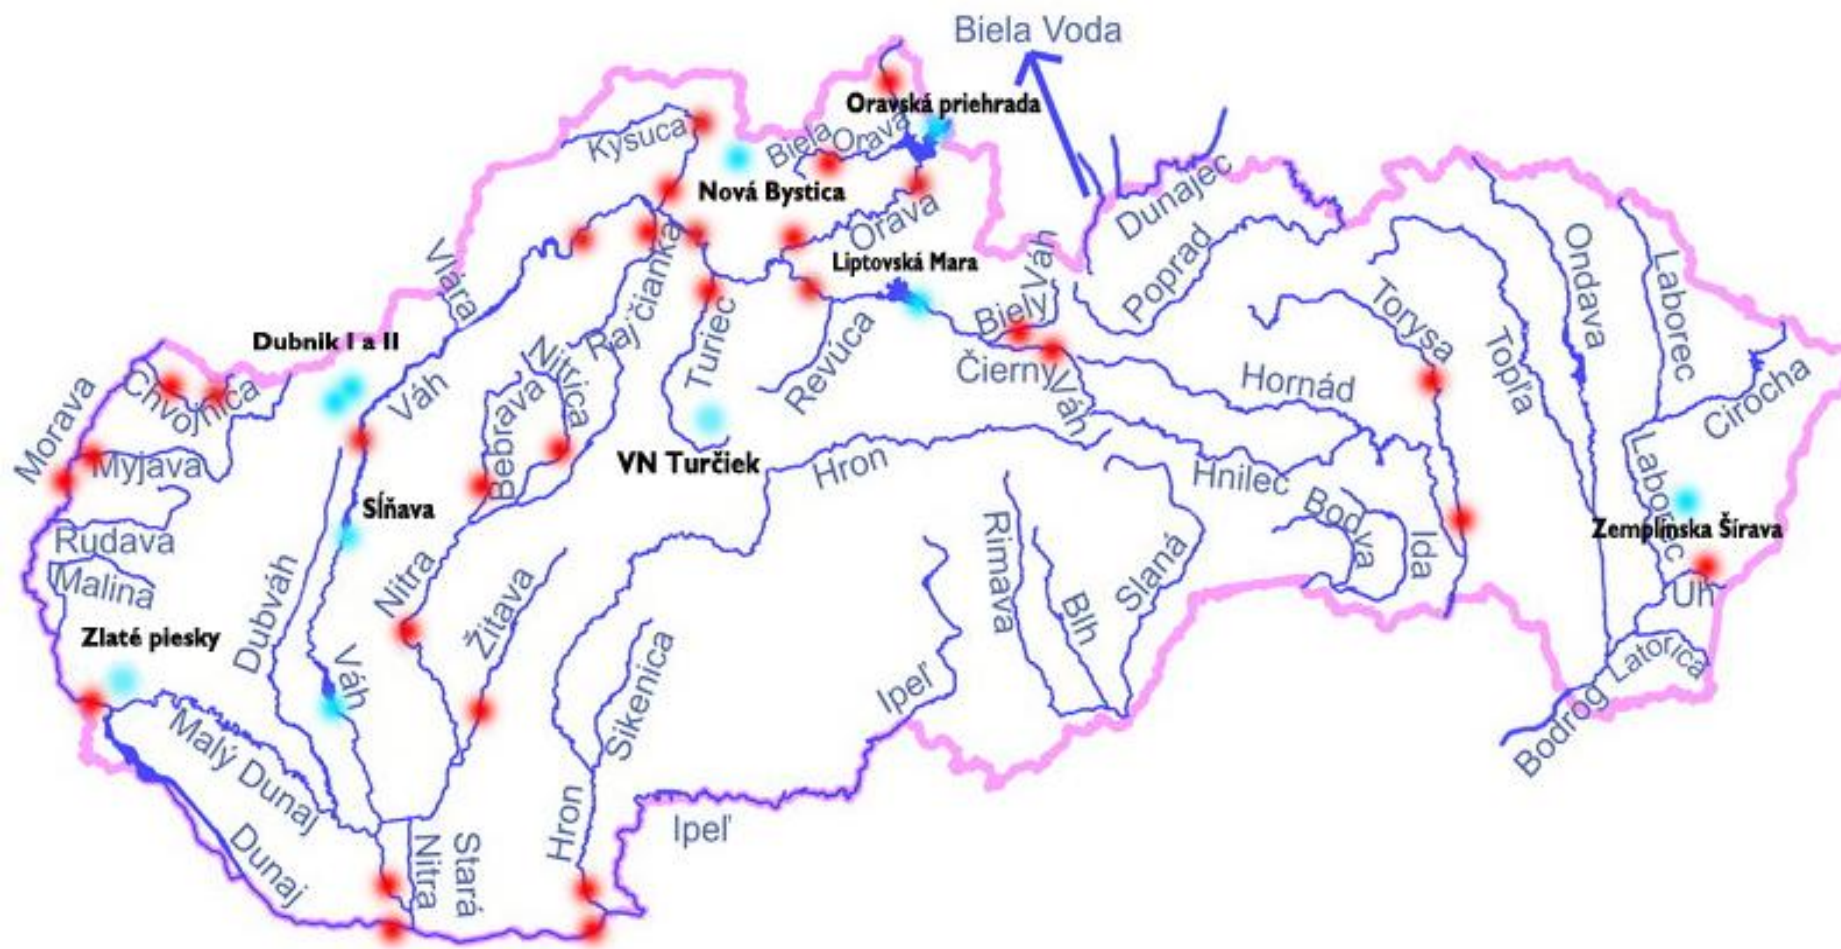 Biela Voda
Oravská priehrada
Kysuca
Biela
Orava
Nová Bystica
Dunajec
Orava
Vlára
Rajčianka
Liptovská Mara
Biely
Váh
Poprad
Torysa
Ondava
Laborec
Dubnik I a II
Nitrica
Turiec
Revúca
Čierny
Váh
Hornád
Topľa
Cirocha
Morava
Chvojnica
Váh
Bebrava
Myjava
VN Turčiek
Hron
Hnilec
Laborec
Sĺňava
Rudava
Bodva
Ida
Zemplínska Šírava
Malina
Dubváh
Nitra
Žitava
Rimava
Blh
Slaná
Uh
Zlaté piesky
Váh
Sikenica
Ipeľ
Latorica
Bodrog
Malý Dunaj
Dunaj
Nitra
Stará
Hron
Ipeľ